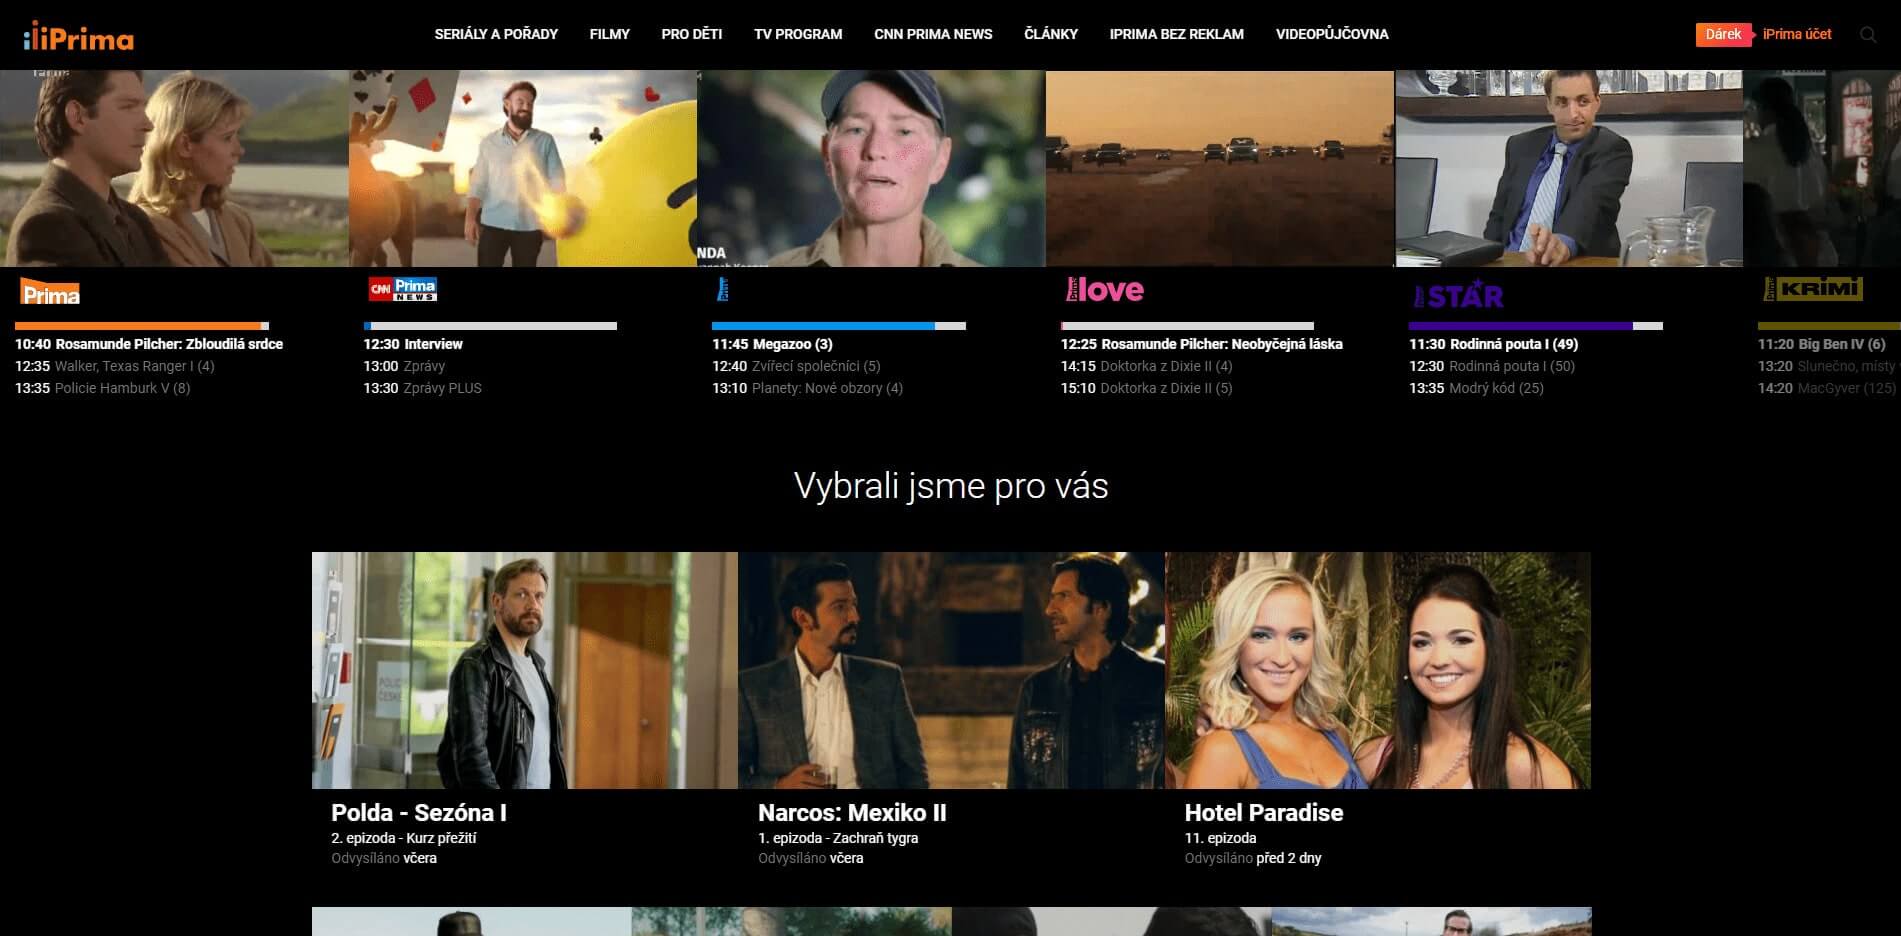 iPrima
SERIÁLY A POŘADY
FILMY
PRO DĚTI
TV PROGRAM
CNN PRIMA NEWS
ČLÁNKY
IPRIMA BEZ REKLAM
VIDEOPŮJČOVNA
Dárek
iPrima účet
NDA
Prima
10:40 Rosamunde Pilcher: Zbloudilá srdce
12:35 Walker, Texas Ranger I (4)
13:35 Policie Hamburk V (8)
CNN Prima
NEWS
12:30 Interview
13:00 Zprávy
13:30 Zprávy PLUS
Prima
11:45 Megazoo (3)
12:40 Zvířecí společníci (5)
13:10 Planety: Nové obzory (4)
Prima love
12:25 Rosamunde Pilcher: Neobyčejná láska
14:15 Doktorka z Dixie II (4)
15:10 Doktorka z Dixie II (5)
Prima STAR
11:30 Rodinná pouta I (49)
12:30 Rodinná pouta I (50)
13:35 Modrý kód (25)
Prima KRIMI
11:20 Big Ben IV (6)
13:20 Slunečno, místy
14:20 MacGyver (125)
Vybrali jsme pro vás
POLICIE
ČESKÉ
Polda - Sezóna I
2. epizoda - Kurz přežití
Odvysíláno včera
Narcos: Mexiko II
1. epizoda - Zachraň tygra
Odvysíláno včera
Hotel Paradise
11. epizoda
Odvysíláno před 2 dny